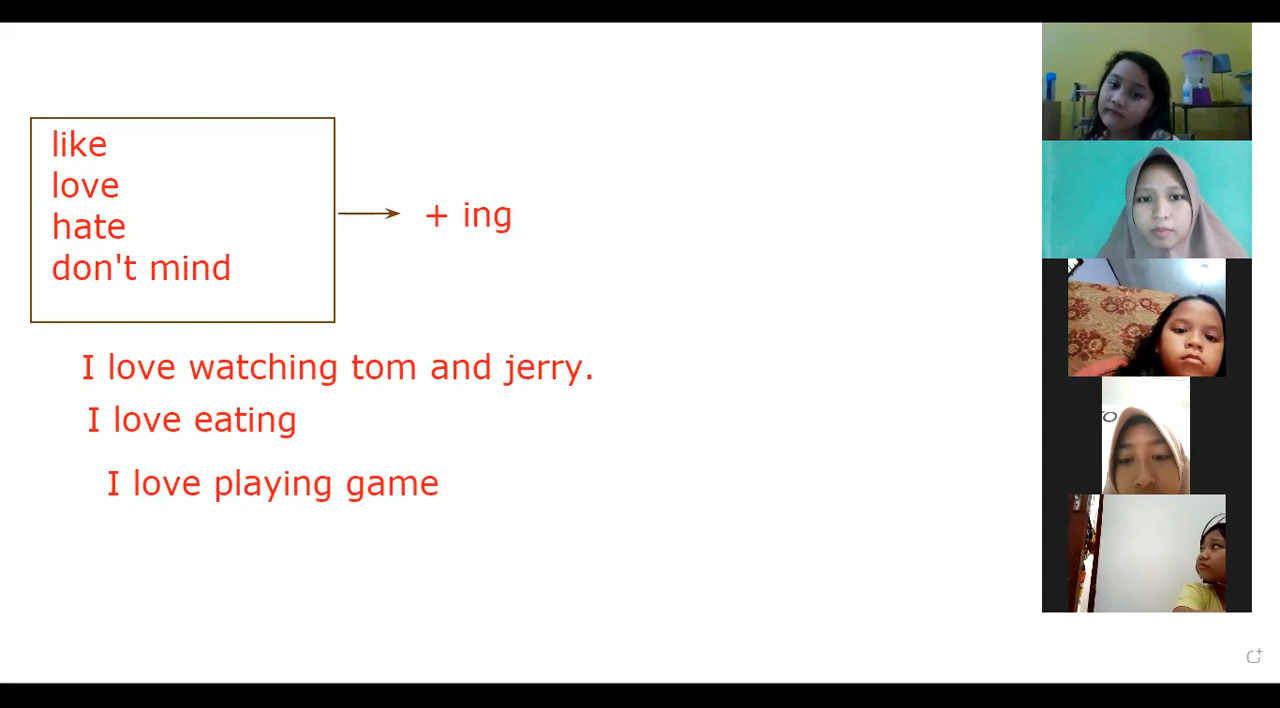 like
love
hate
don't mind
+ ing
I love watching tom and jerry.
I love eating
I love playing game